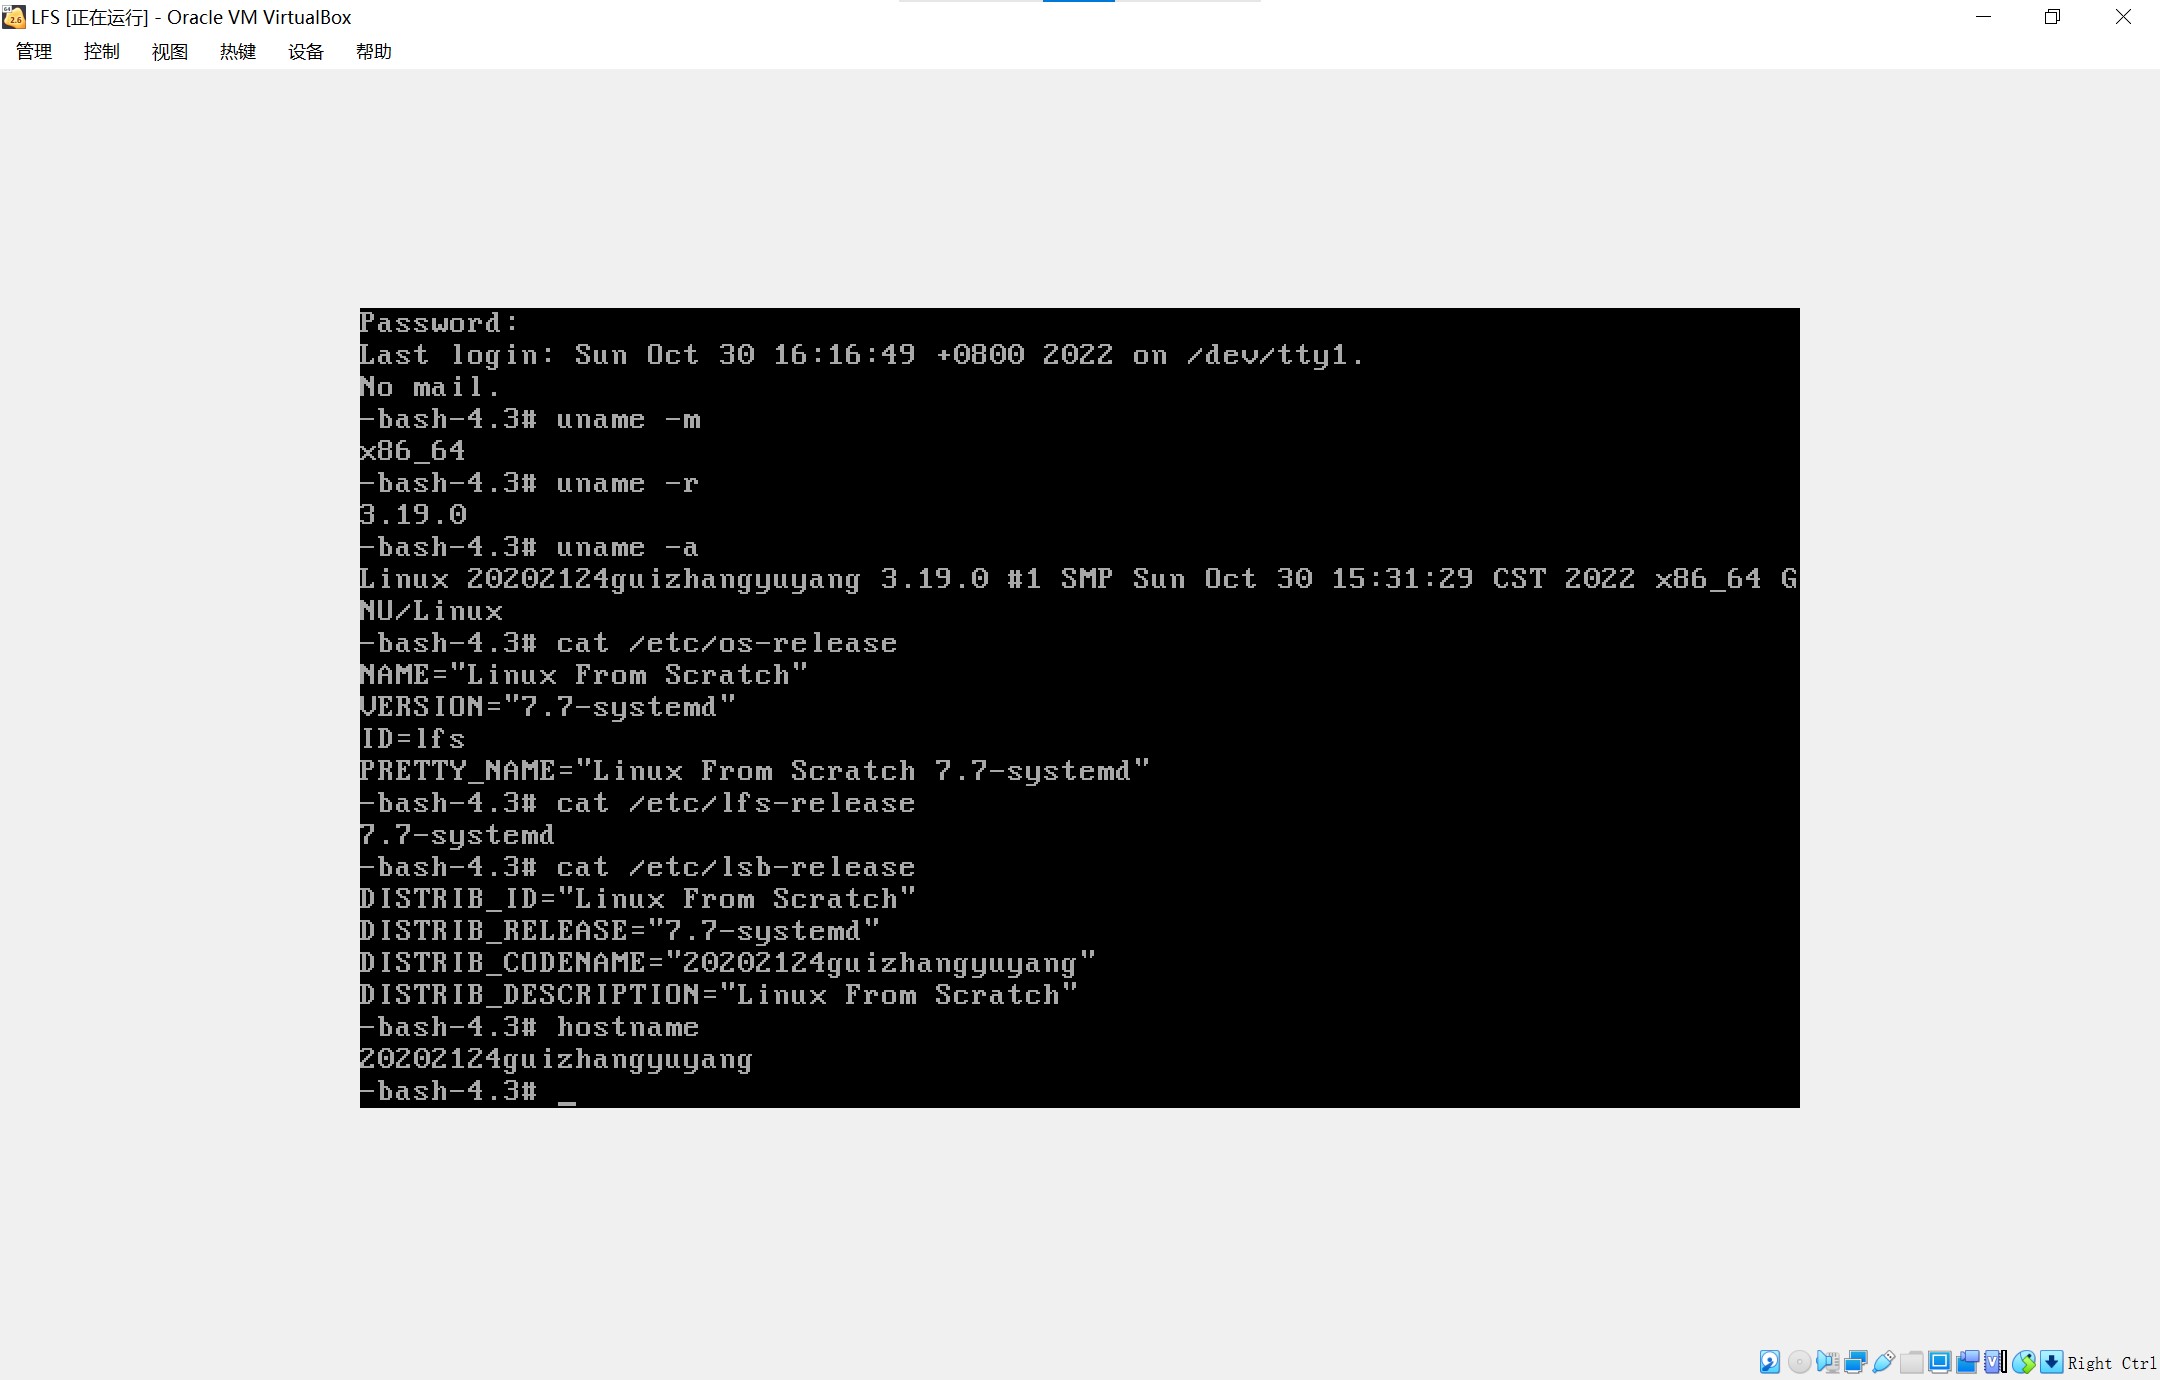 LFS [正在运行] - Oracle VM VirtualBox
管理 控制 视图 热键 设备 帮助
Password:
Last login: Sun Oct 30 16:16:49 +0800 2022 on /dev/tty1.
No mail.
-bash-4.3# uname -m
x86_64
-bash-4.3# uname -r
3.19.0
-bash-4.3# uname -a
Linux 20202124guizhangyuyang 3.19.0 #1 SMP Sun Oct 30 15:31:29 CST 2022 x86_64 G
NU/Linux
-bash-4.3# cat /etc/os-release
NAME="Linux From Scratch"
VERSION="7.7-systemd"
ID=lfs
PRETTY_NAME="Linux From Scratch 7.7-systemd"
-bash-4.3# cat /etc/lfs-release
7.7-systemd
-bash-4.3# cat /etc/lsb-release
DISTRIB_ID="Linux From Scratch"
DISTRIB_RELEASE="7.7-systemd"
DISTRIB_CODENAME="20202124guizhangyuyang"
DISTRIB_DESCRIPTION="Linux From Scratch"
-bash-4.3# hostname
20202124guizhangyuyang
-bash-4.3# _
Right Ctrl